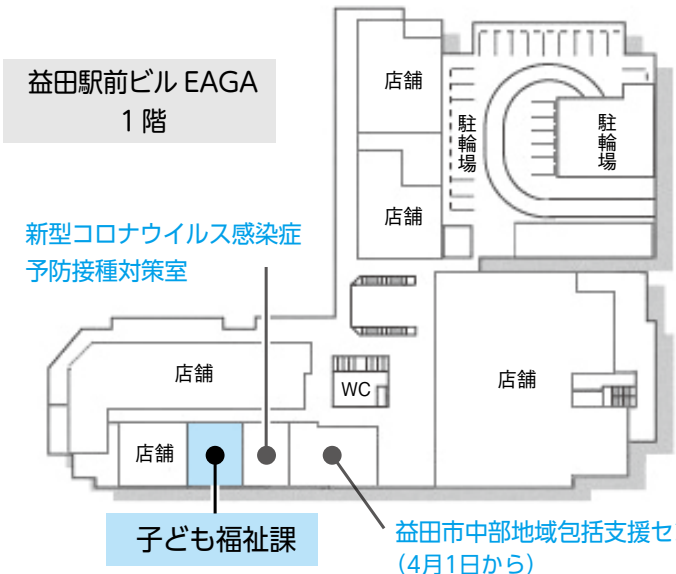 益田駅前ビル EAGA
1 階
店舗
駐輪場
駐輪場
店舗
新型コロナウイルス感染症
予防接種対策室
店舗
WC
店舗
店舗
子ども福祉課
益田市中部地域包括支援セ
(4月1日から)